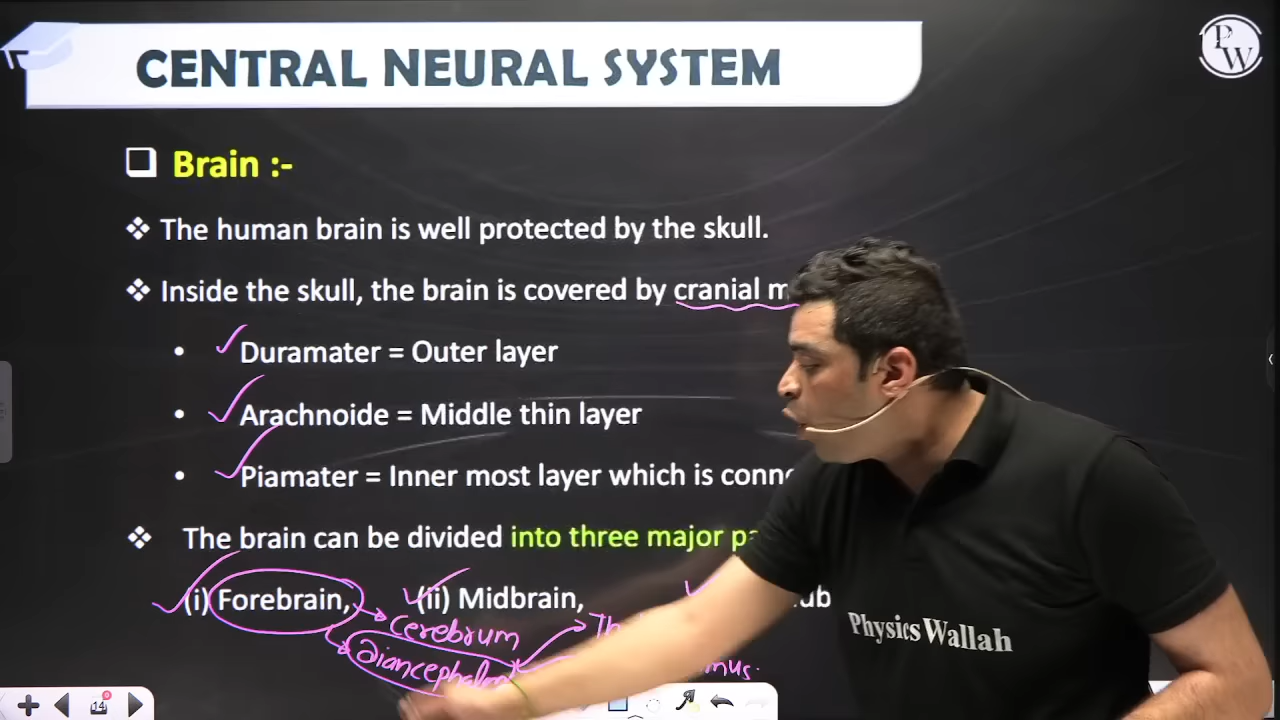 CENTRAL NEURAL SYSTEM
PW
Brain :-
The human brain is well protected by the skull.
Inside the skull, the brain is covered by cranial
Duramater = Outer layer
Arachnoide = Middle thin layer
Piamater = Inner most layer which is
The brain can be divided into three major
(i) Forebrain, (ii) Midbrain,
Cerebrum
Diancephalon
Physics Wallah
14